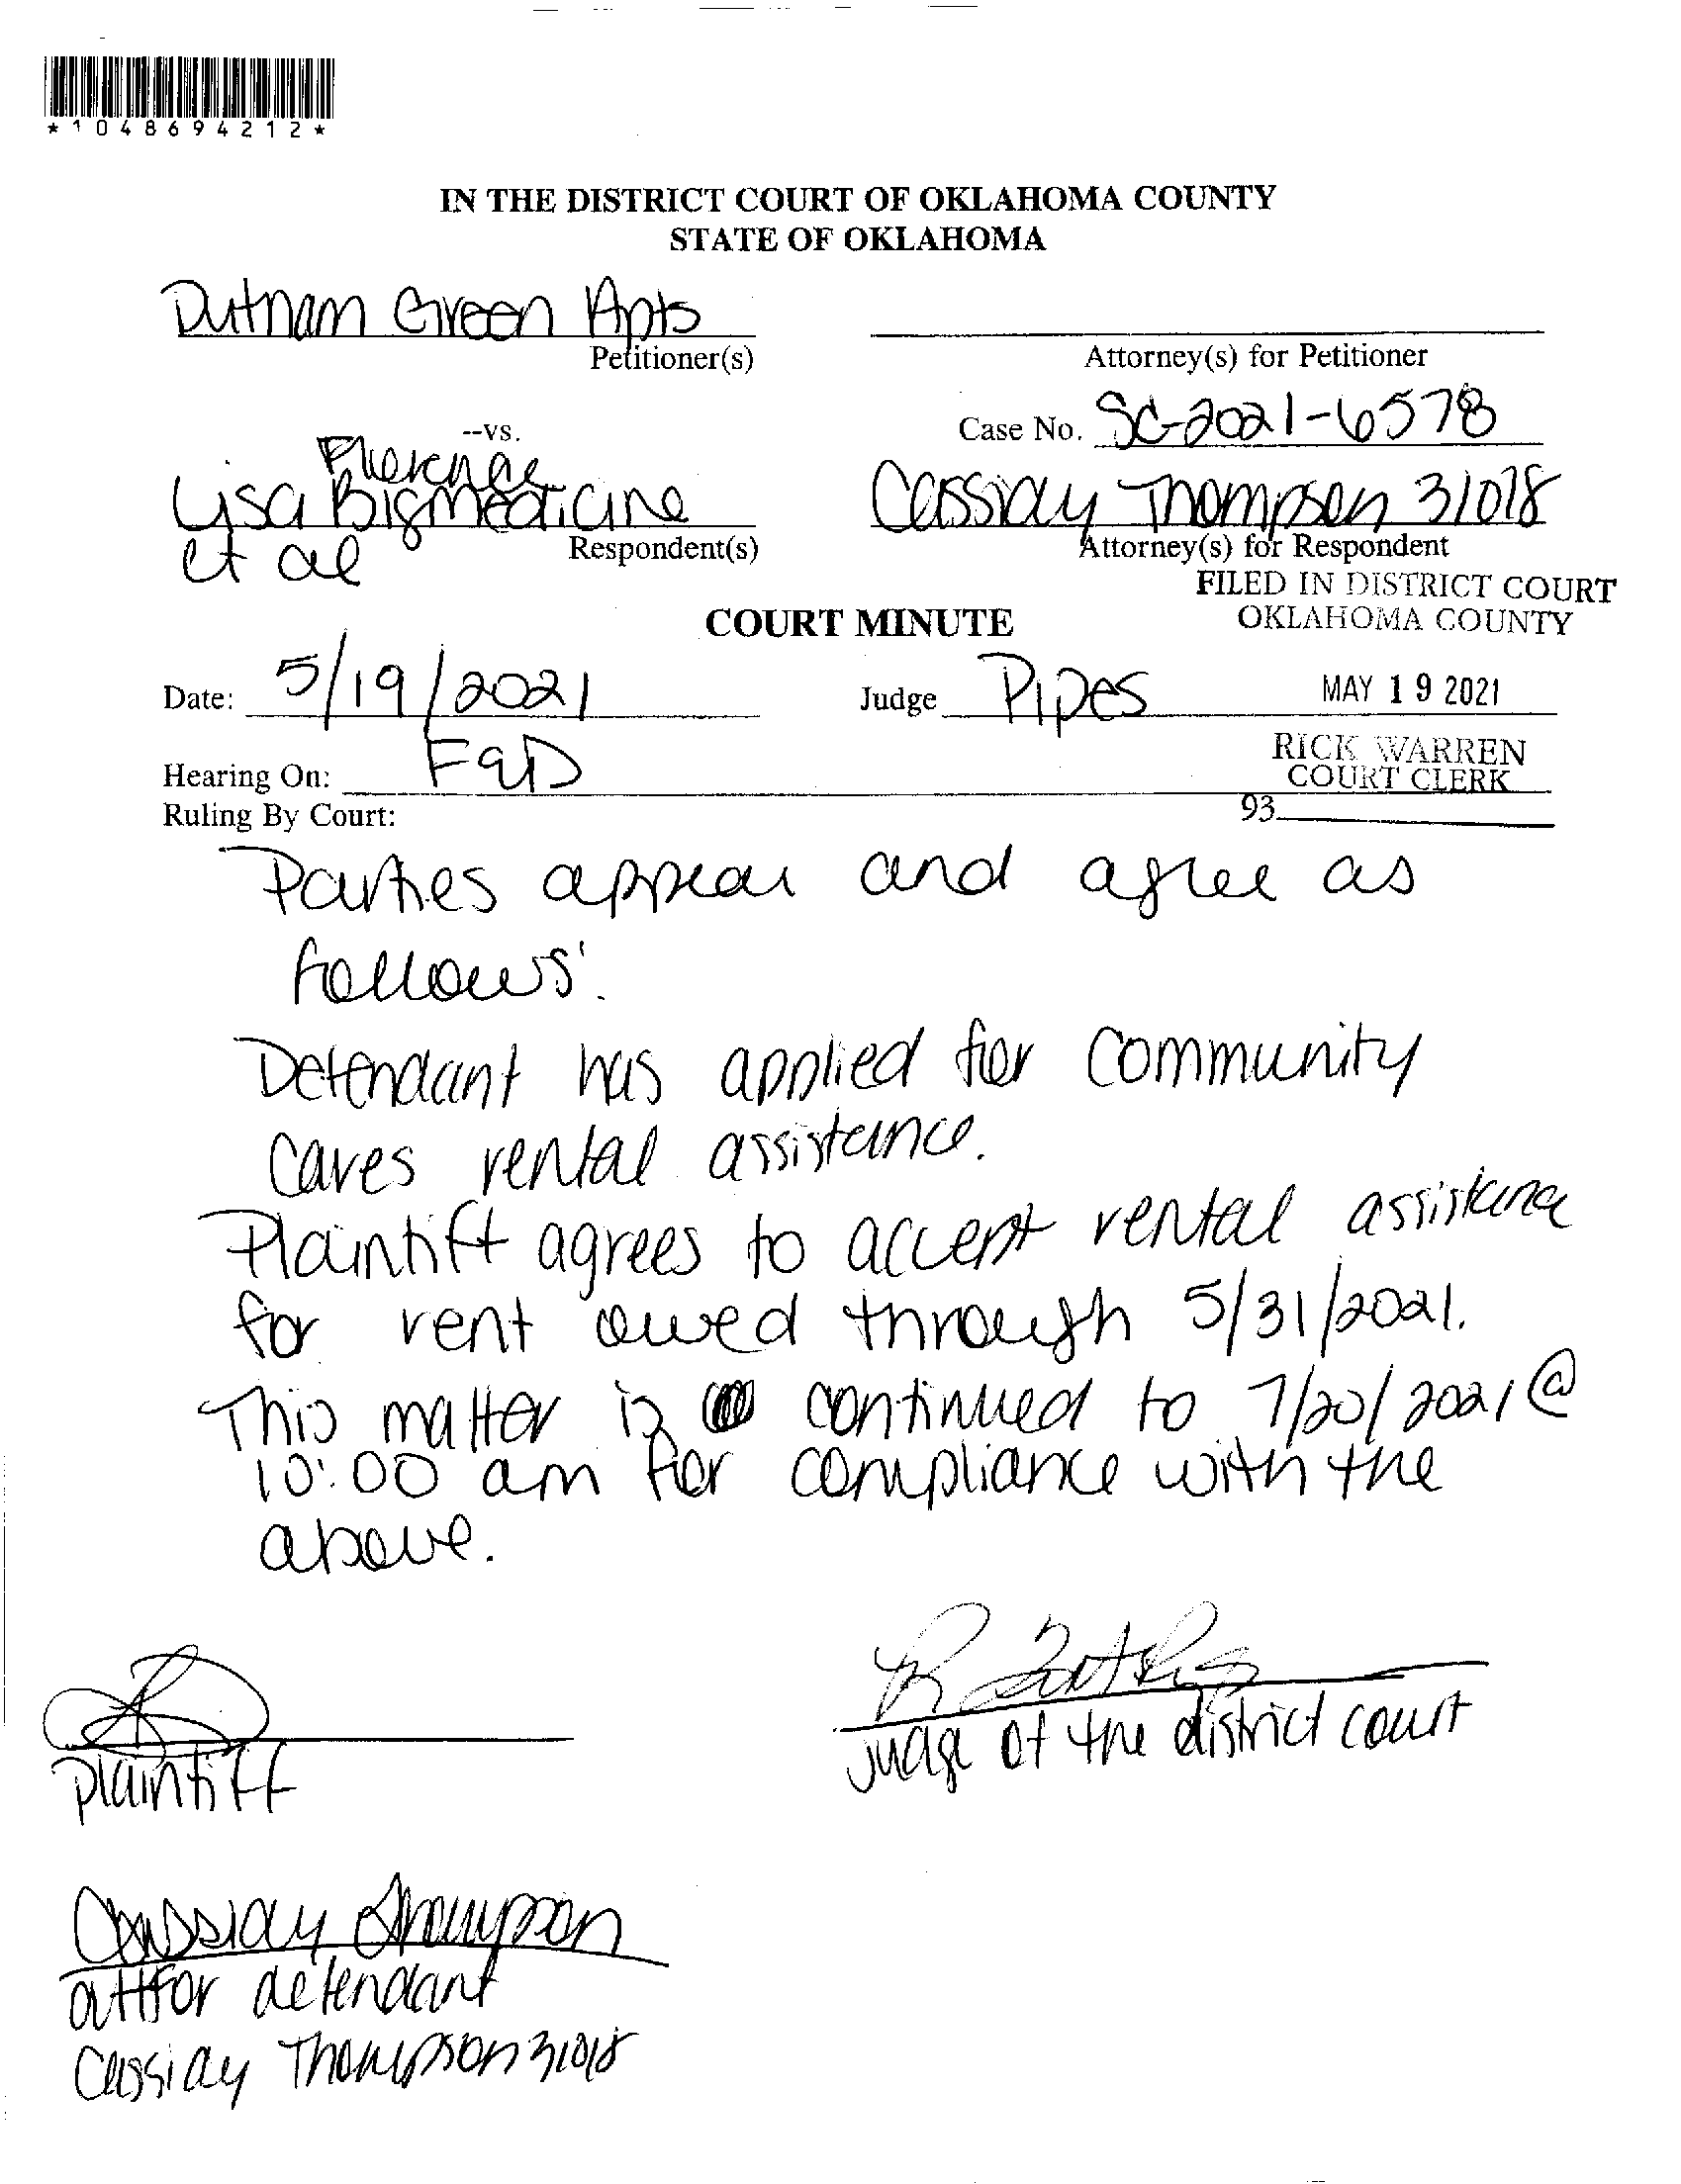 *1048694212*
IN THE DISTRICT COURT OF OKLAHOMA COUNTY
STATE OF OKLAHOMA
Putnam Green Apts
Petitioner(s)
Attorney(s) for Petitioner
--vs.
Case No. SC-2021-6578
Florence
Lisa Bigmedicine
et al
Respondent(s)
Cassidy Thompson 31018
Attorney(s) for Respondent
FILED IN DISTRICT COURT
OKLAHOMA COUNTY
COURT MINUTE
Date: 5/19/2021
Judge Pipes
MAY 19 2021
RICK WARREN
COURT CLERK
Hearing On: F&D
93
Ruling By Court:
Parties appear and agree as
follows:
Defendant has applied for Community
Cares rental assistance.
Plaintiff agrees to accept rental assistance
for rent owed through 5/31/2021.
This matter is continued to 7/20/2021 @
10:00 am for compliance with the
above.
Plaintiff
Judge of the district court
Cassidy Thompson
att for defendant
Cassidy Thompson 31018